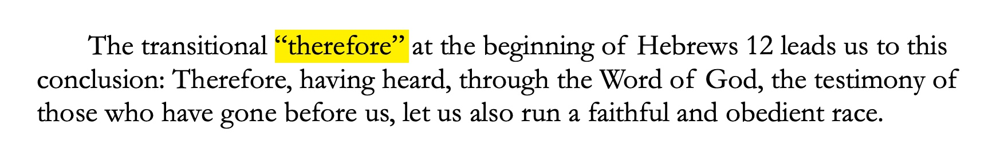 The transitional “therefore” at the beginning of Hebrews 12 leads us to this
conclusion: Therefore, having heard, through the Word of God, the testimony of
those who have gone before us, let us also run a faithful and obedient race.